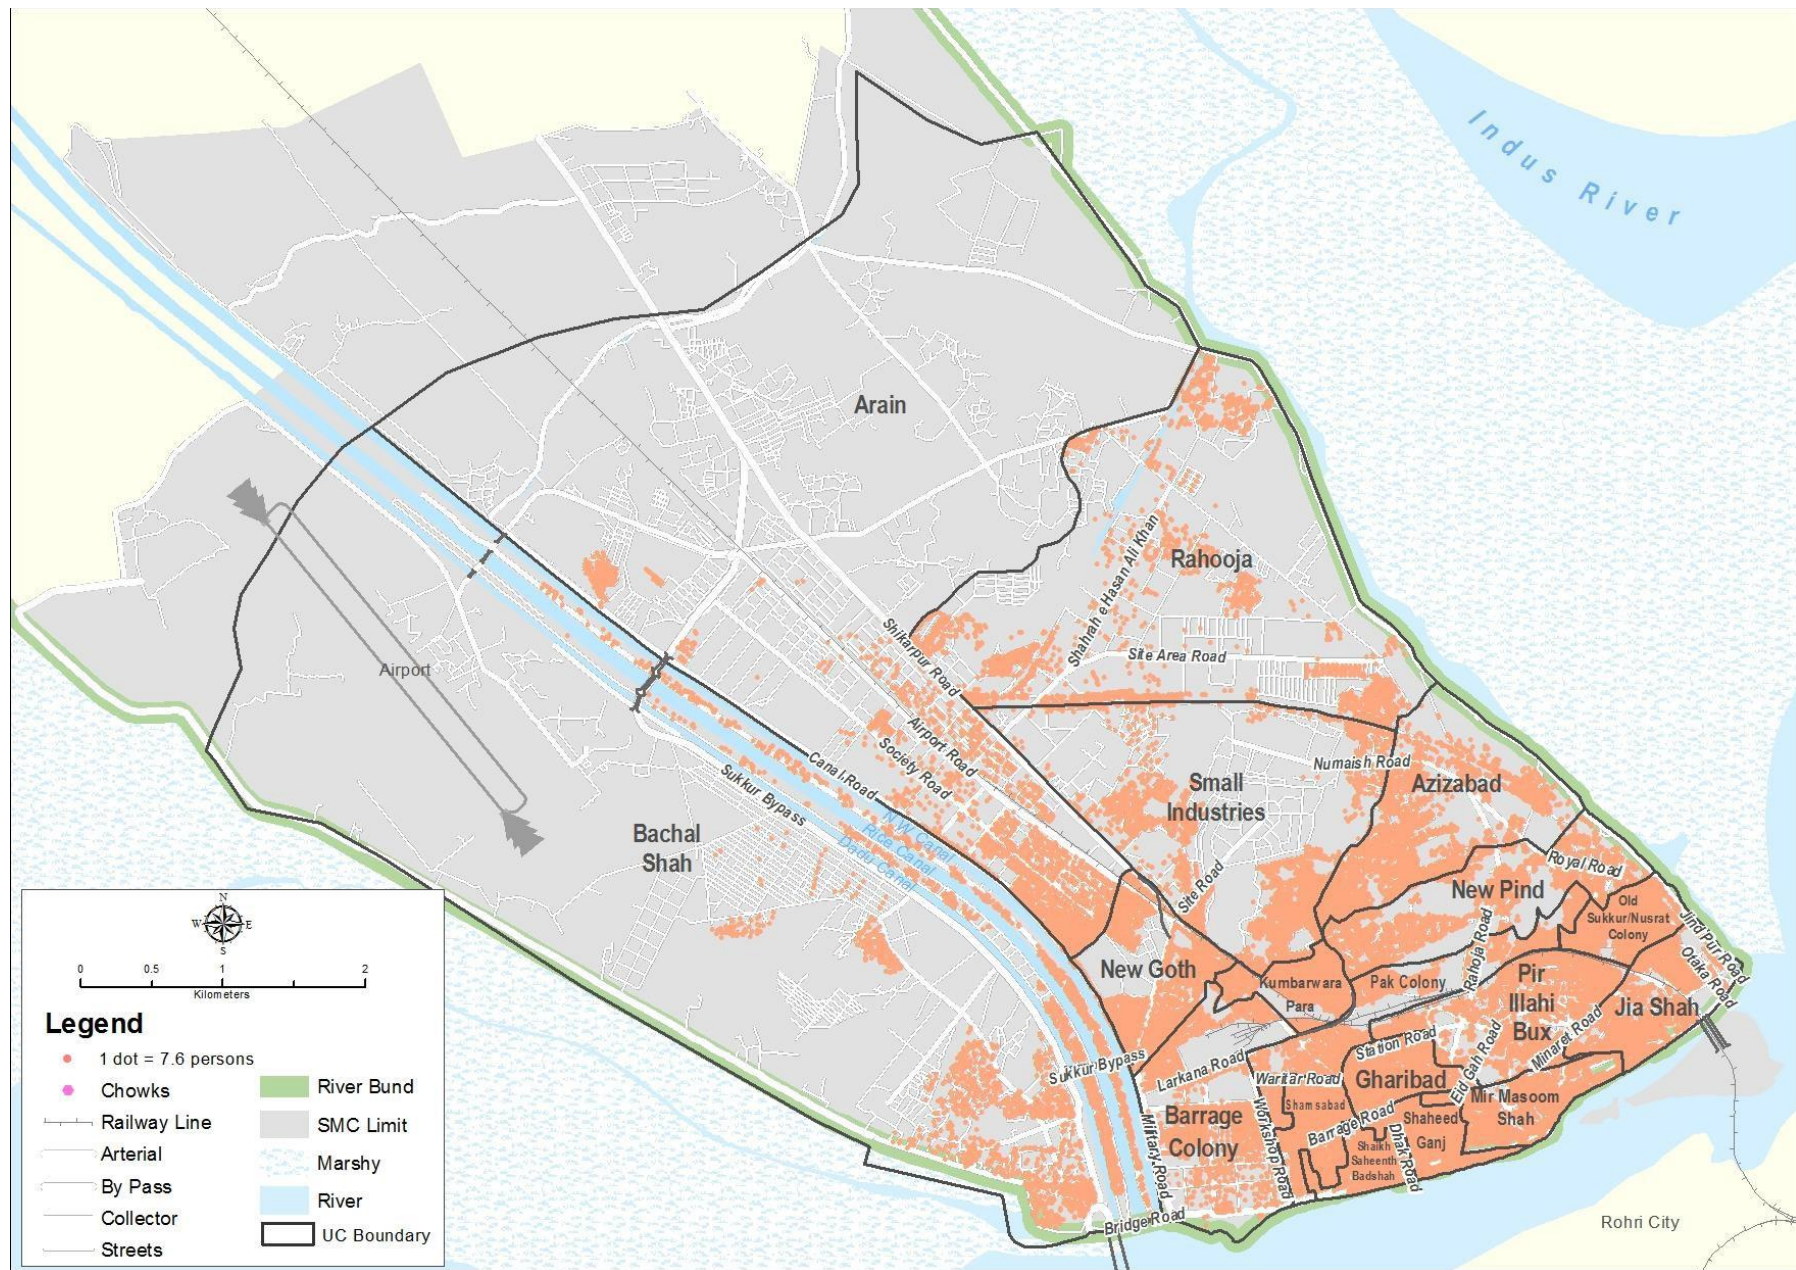 Indus River
Arain
Rahooja
Shahrah e Hasan Ali Khan
Site Area Road
Shikarpur Road
Airport
Airport Road
Society Road
Canal Road
Sukkur Bypass
N W Canal
Rice Canal
Dadu Canal
Bachal
Shah
Small
Industries
Numaish Road
Azizabad
Site Road
Royal Road
New Pind
Old
Sukkur/Nusrat
Colony
Jind Pur Road
Otaka Road
New Goth
Kumbarwara
Para
Pak Colony
Rahoja Road
Pir
Illahi
Bux
Jia Shah
Station Road
Eid Gah Road
Minaret Road
Sukkur Bypass
Larkana Road
Waritar Road
Gharibad
Mir Masoom
Shah
Shamsabad
Barrage Road
Shaheed
Ganj
Barrage
Colony
Military Road
Workshop Road
Shaikh
Saheenth
Badshah
Dhak Road
Bridge Road
Rohri City
N
W E
S
0 0.5 1 2
Kilometers
Legend
1 dot = 7.6 persons
Chowks
Railway Line
Arterial
By Pass
Collector
Streets
River Bund
SMC Limit
Marshy
River
UC Boundary